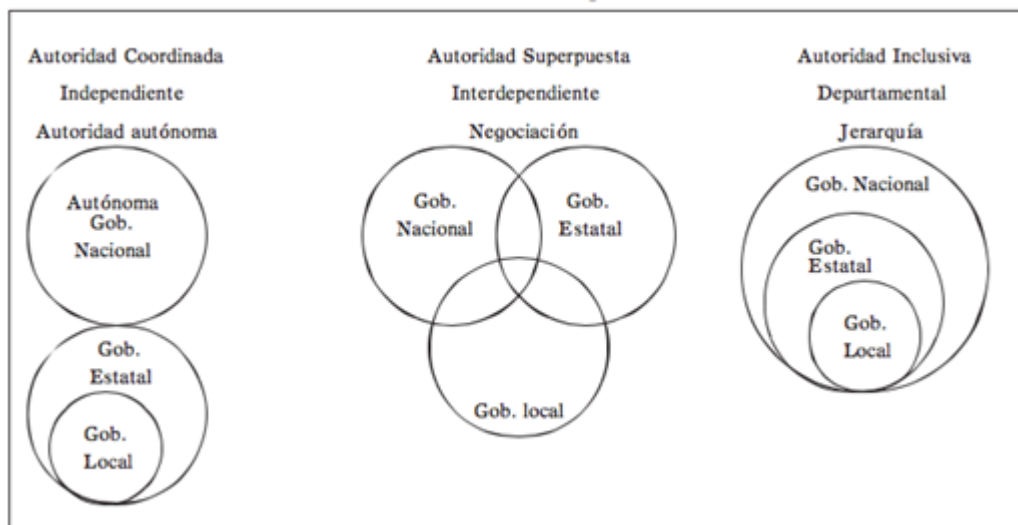 Autoridad Coordinada
Independiente
Autoridad autónoma
Autónoma
Gob.
Nacional
Gob.
Estatal
Gob.
Local
Autoridad Superpuesta
Interdependiente
Negociación
Gob.
Nacional
Gob.
Estatal
Gob. local
Autoridad Inclusiva
Departamental
Jerarquía
Gob. Nacional
Gob.
Estatal
Gob.
Local